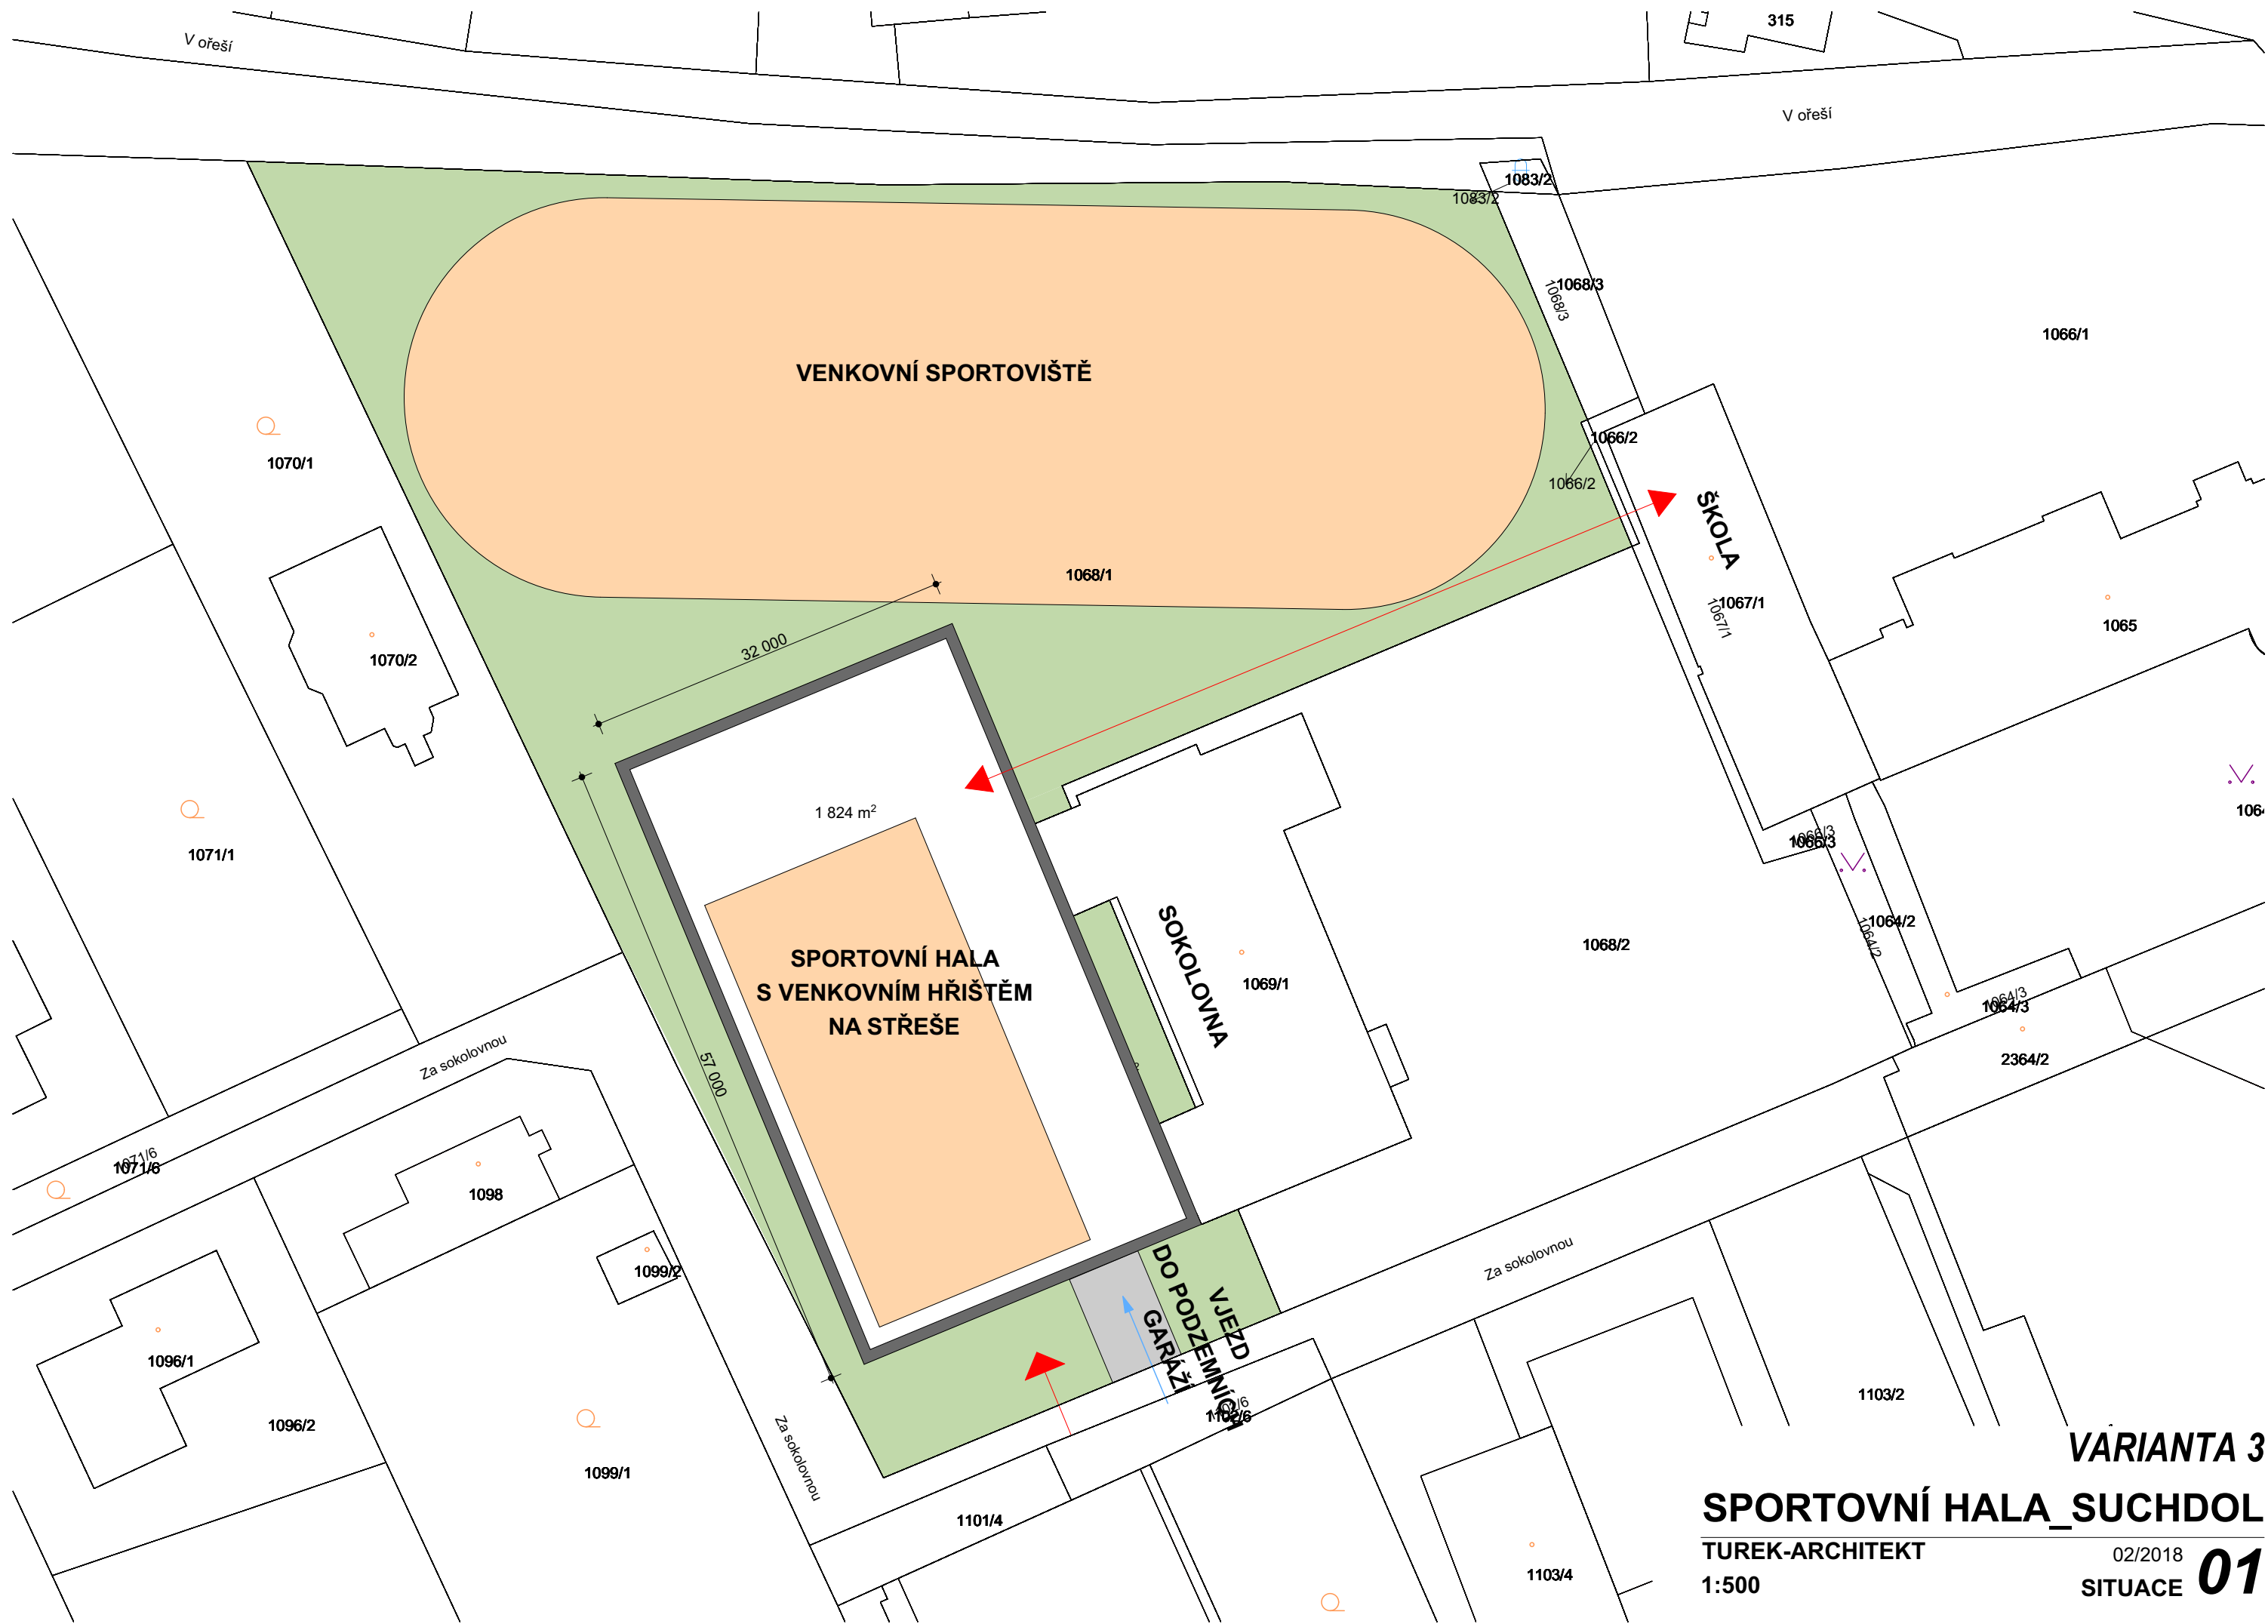 V ořeší
315
V ořeší
1083/2
1083/2
1068/3
1068/3
1066/1
VENKOVNÍ SPORTOVIŠTĚ
1066/2
1070/1
1066/2
ŠKOLA
1068/1
1067/1
1067/1
1065
32 000
1070/2
1 824 m²
1064
1066/3
1066/3
1071/1
1064/2
1064/2
SOKOLOVNA
1068/2
SPORTOVNÍ HALA
S VENKOVNÍM HŘIŠTĚM
NA STŘEŠE
1069/1
1064/3
1064/3
Za sokolovnou
57 000
2364/2
1071/6
1071/6
1098
Za sokolovnou
1099/2
VJEZD
DO PODZEMNÍCH
GARÁŽÍ
1096/1
1103/2
1102/6
1102/6
1096/2
Za sokolovnou
1099/1
1101/4
1103/4
VARIANTA 3
SPORTOVNÍ HALA_SUCHDOL
TUREK-ARCHITEKT
02/2018
1:500
SITUACE 01